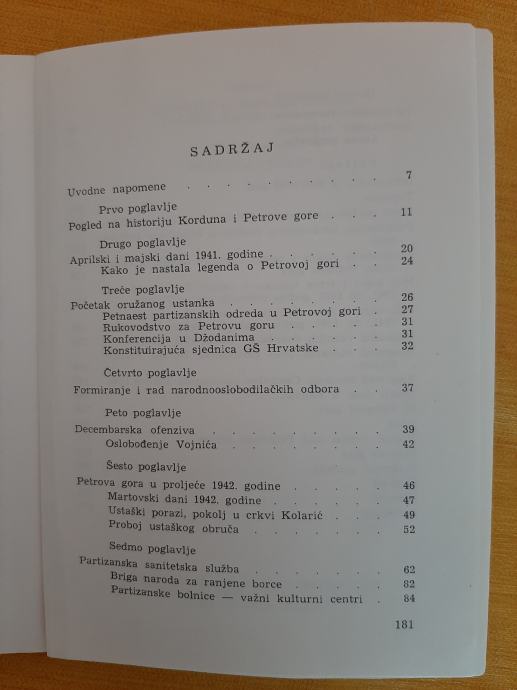 SADRŽAJ
Uvodne napomene . . . . . . . . . 7
Prvo poglavlje
Pogled na historiju Korduna i Petrove gore . . . 11
Drugo poglavlje
Aprilski i majski dani 1941. godine . . . . . 20
Kako je nastala legenda o Petrovoj gori . . 24
Treće poglavlje
Početak oružanog ustanka . . . . . . . 26
Petnaest partizanskih odreda u Petrovoj gori . 27
Rukovodstvo za Petrovu goru . . . . . 31
Konferencija u Džodanima . . . . . 31
Konstituirajuća sjednica GŠ Hrvatske . . . 32
Četvrto poglavlje
Formiranje i rad narodnooslobodilačkih odbora . . 37
Peto poglavlje
Decembarska ofenziva . . . . . . . 39
Oslobođenje Vojnića . . . . . . 42
Šesto poglavlje
Petrova gora u proljeće 1942. godine . . . . . 46
Martovski dani 1942. godine . . . . . 47
Ustaški porazi, pokolj u crkvi Kolarić . . . 49
Proboj ustaškog obruča . . . . . . 52
Sedmo poglavlje
Partizanska sanitetska služba . . . . . . 62
Briga naroda za ranjene borce . . . . . 82
Partizanske bolnice — važni kulturni centri . 84
181